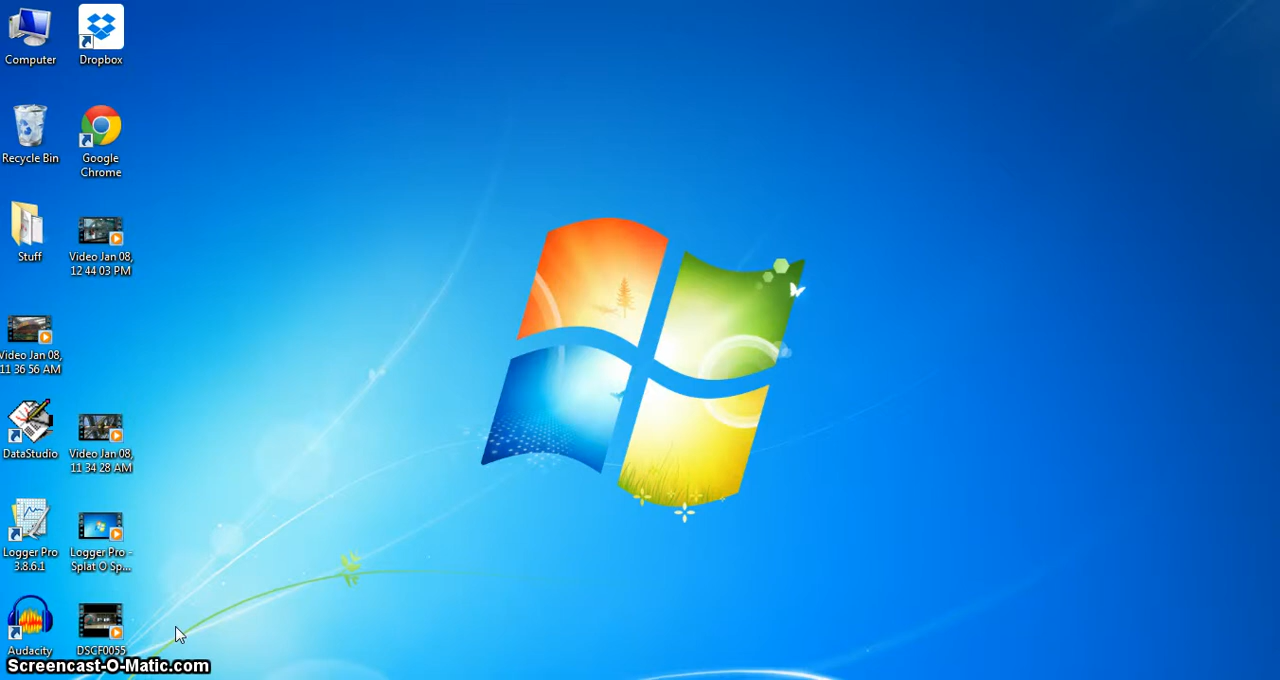 Computer
Dropbox
Recycle Bin
Google
Chrome
Stuff
Video Jan 08,
12 44 03 PM
Video Jan 08,
11 36 56 AM
DataStudio
Video Jan 08,
11 34 28 AM
Logger Pro
3.8.6.1
Logger Pro -
Splat O Sp...
Audacity
DSCF0055
Screencast-O-Matic.com